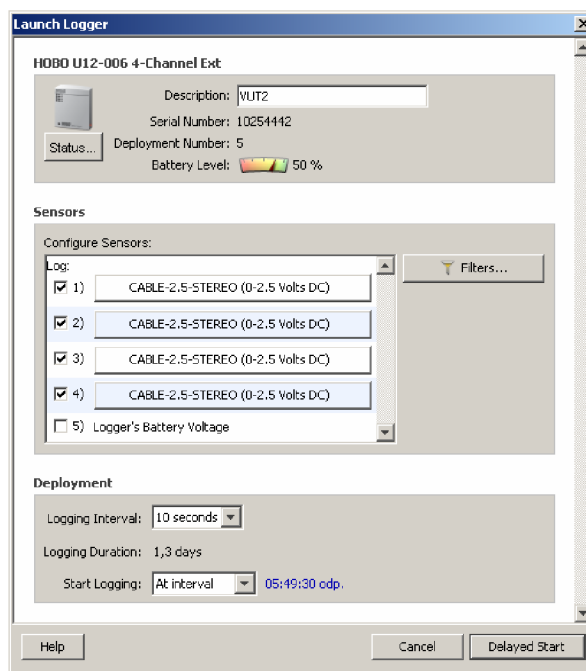 Launch Logger
HOBO U12-006 4-Channel Ext
Description: VUT2
Serial Number: 10254442
Status... Deployment Number: 5
Battery Level: 50 %
Sensors
Configure Sensors:
Log:
1) CABLE-2.5-STEREO (0-2.5 Volts DC)
Filters...
2) CABLE-2.5-STEREO (0-2.5 Volts DC)
3) CABLE-2.5-STEREO (0-2.5 Volts DC)
4) CABLE-2.5-STEREO (0-2.5 Volts DC)
5) Logger's Battery Voltage
Deployment
Logging Interval: 10 seconds
Logging Duration: 1,3 days
Start Logging: At interval 05:49:30 odp.
Help Cancel Delayed Start